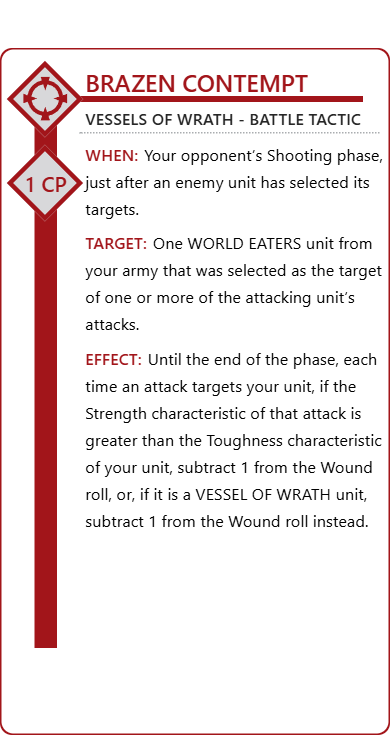 BRAZEN CONTEMPT
VESSELS OF WRATH - BATTLE TACTIC
1 CP
WHEN: Your opponent’s Shooting phase,
just after an enemy unit has selected its
targets.
TARGET: One WORLD EATERS unit from
your army that was selected as the target
of one or more of the attacking unit’s
attacks.
EFFECT: Until the end of the phase, each
time an attack targets your unit, if the
Strength characteristic of that attack is
greater than the Toughness characteristic
of your unit, subtract 1 from the Wound
roll, or, if it is a VESSEL OF WRATH unit,
subtract 1 from the Wound roll instead.